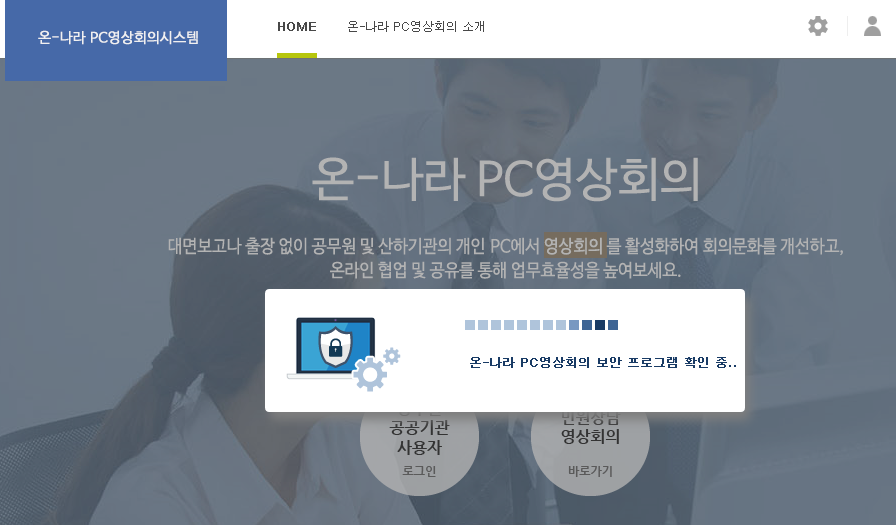 온-나라 PC영상회의시스템
HOME
온-나라 PC영상회의 소개
온-나라 PC영상회의
대면보고나 출장 없이 공무원 및 산하기관의 개인 PC에서 영상회의 를 활성화하여 회의문화를 개선하고,
온라인 협업 및 공유를 통해 업무효율성을 높여보세요.
온-나라 PC영상회의 보안 프로그램 확인 중..
공공기관
사용자
로그인
민원상담
영상회의
바로가기